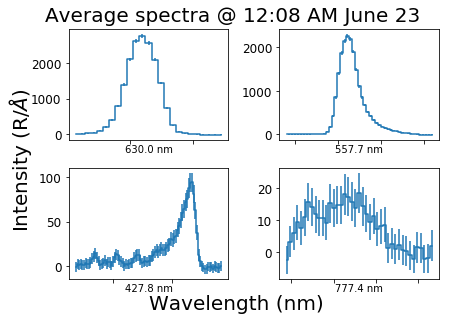 Average spectra @ 12:08 AM June 23
Intensity (R/Å)
2000
1000
0
630.0 nm
2000
1000
0
557.7 nm
100
50
0
427.8 nm
20
10
0
777.4 nm
Wavelength (nm)